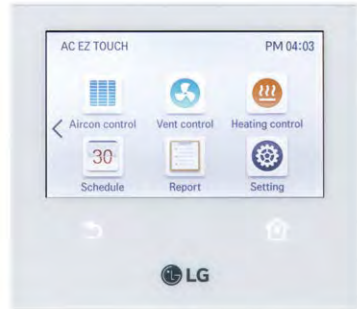 AC EZ TOUCH PM 04:03
Aircon control Vent control Heating control
30
Schedule Report Setting
LG